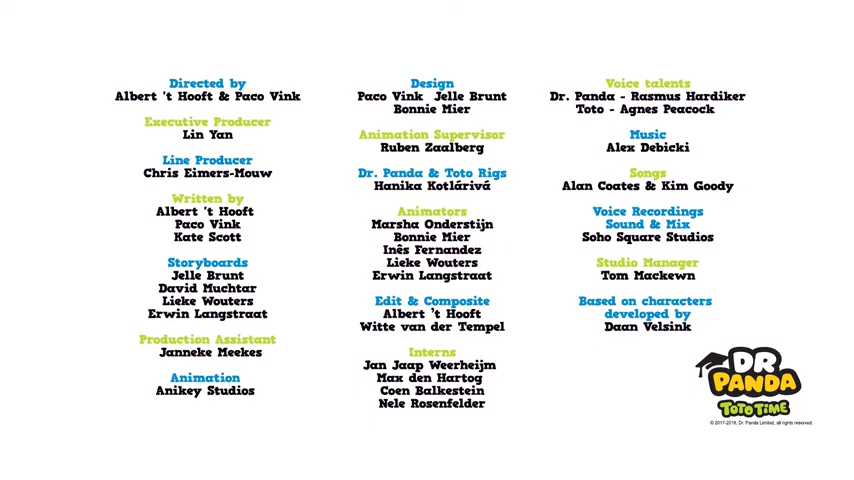 Directed by
Albert 't Hooft & Paco Vink
Executive Producer
Lin Yan
Line Producer
Chris Eimers-Mouw
Written by
Albert 't Hooft
Paco Vink
Kate Scott
Storyboards
Jelle Brunt
David Muchtar
Lieke Wouters
Erwin Langstraat
Production Assistant
Janneke Meekes
Animation
Anikey Studios
Design
Paco Vink Jelle Brunt
Bonnie Mier
Animation Supervisor
Ruben Zaalberg
Dr. Panda & Toto Rigs
Hanika Kotlárivá
Animators
Marsha Onderstijn
Bonnie Mier
Inês Fernandez
Lieke Wouters
Erwin Langstraat
Edit & Composite
Albert 't Hooft
Witte van der Tempel
Interns
Jan Jaap Weerheijm
Max den Hartog
Coen Balkestein
Nele Rosenfelder
Voice talents
Dr. Panda - Rasmus Hardiker
Toto - Agnes Peacock
Music
Alex Debicki
Songs
Alan Coates & Kim Goody
Voice Recordings
Sound & Mix
Soho Square Studios
Studio Manager
Tom Mackewn
Based on characters
developed by
Daan Velsink
DR
PANDA
TOTO TIME
© 2017-2018, Dr. Panda Limited, all rights reserved.